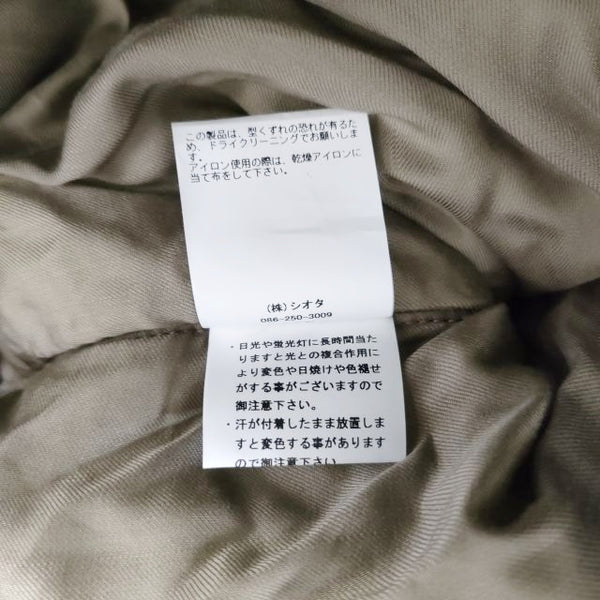 この製品は、型くずれの恐れが有るた
め、ドライクリーニングでお願いしま
す。
アイロン使用の際は、乾燥アイロンに
当て布をして下さい。
(株)シオタ
086-250-3009
・日光や蛍光灯に長時間当た
りますと光との複合作用に
より変色や日焼けや色褪せ
がする事がございますので
御注意下さい。
・汗が付着したまま放置しま
すと変色する事があります
ので御注意下さい